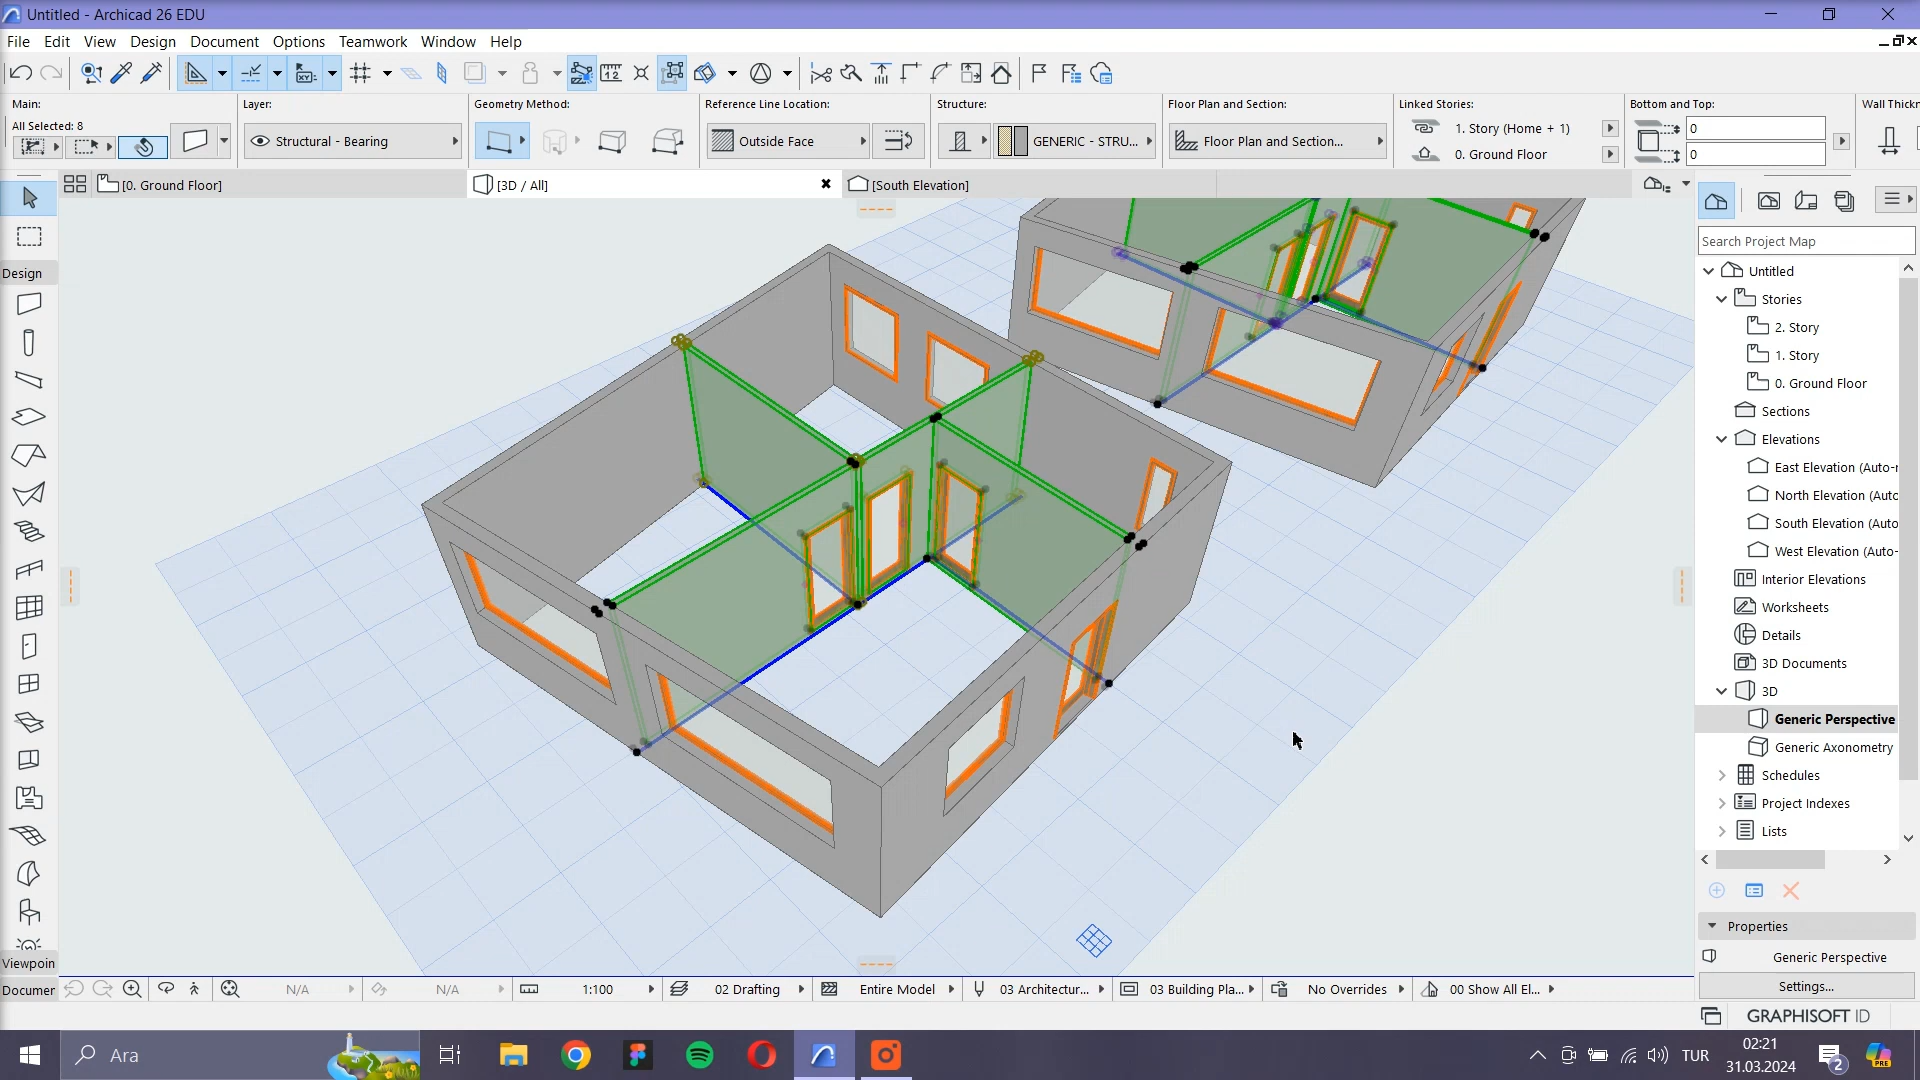 Untitled - Archicad 26 EDU
File Edit View Design Document Options Teamwork Window Help
Main:
All Selected: 8
Layer:
Structural - Bearing
Geometry Method:
Reference Line Location:
Outside Face
Structure:
GENERIC - STRU...
Floor Plan and Section:
Floor Plan and Section...
Linked Stories:
1. Story (Home + 1)
0. Ground Floor
Bottom and Top:
0
0
Wall Thickn
[0. Ground Floor]
[3D / All]
[South Elevation]
Design
Viewpoin
Documer
Search Project Map
Untitled
Stories
2. Story
1. Story
0. Ground Floor
Sections
Elevations
East Elevation (Auto-r
North Elevation (Auto
South Elevation (Auto
West Elevation (Auto-
Interior Elevations
Worksheets
Details
3D Documents
3D
Generic Perspective
Generic Axonometry
Schedules
Project Indexes
Lists
Properties
Generic Perspective
Settings...
N/A
N/A
1:100
02 Drafting
Entire Model
03 Architectur...
03 Building Pla...
No Overrides
00 Show All El...
GRAPHISOFT ID
Ara
TUR
02:21
31.03.2024
2
PRE